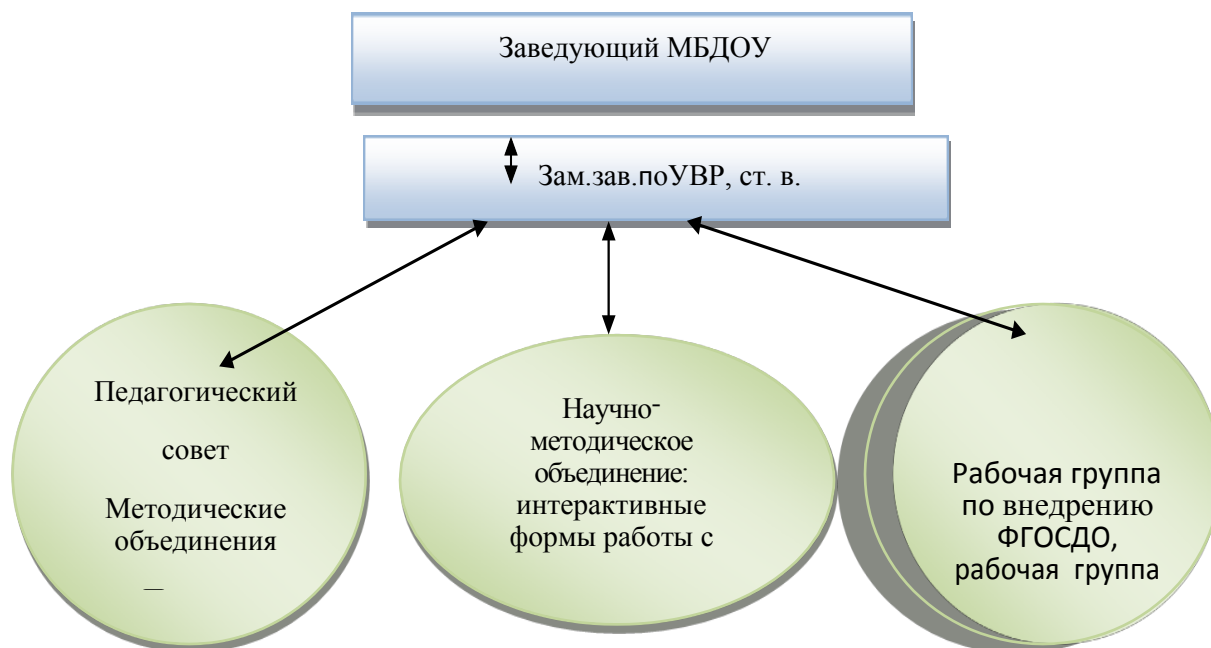 Заведующий МБДОУ
Зам.зав.поУВР, ст. в.
Педагогический
совет
Методические
объединения
–
Научно-
методическое
объединение:
интерактивные
формы работы с
Рабочая группа
по внедрению
ФГОСДО,
рабочая группа